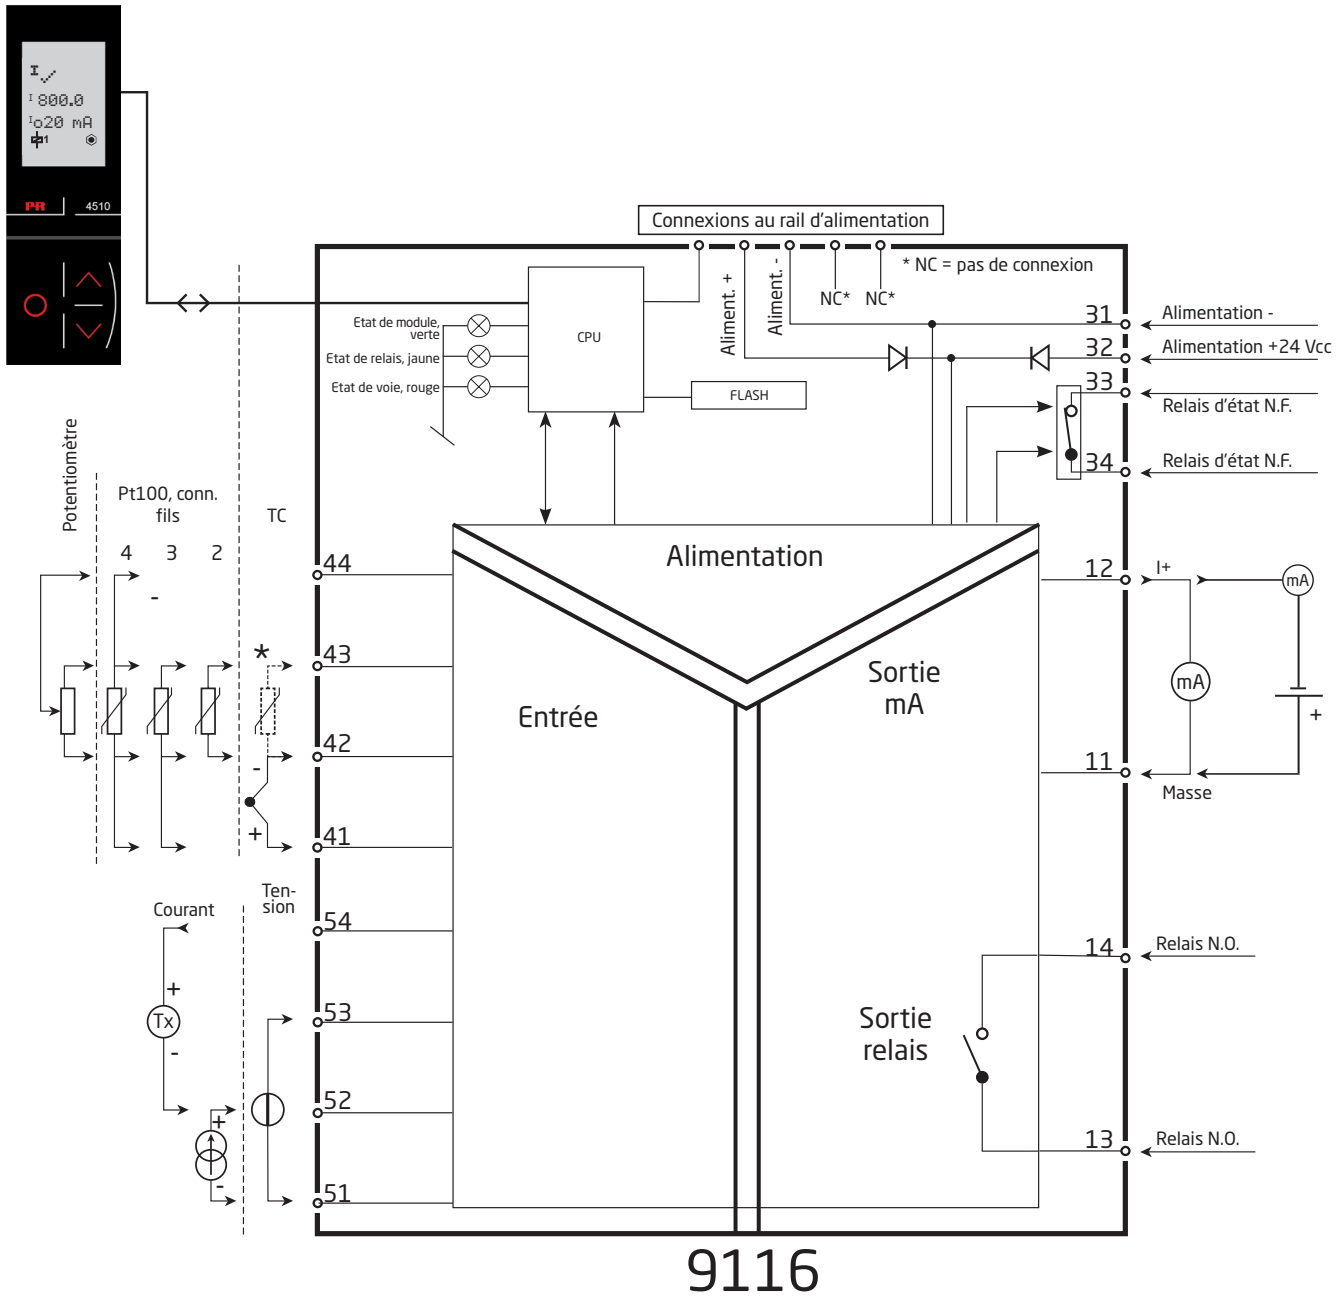 I
I 800.0
Io20 mA
1
PR 4510
Connexions au rail d'alimentation
* NC = pas de connexion
Aliment. +
Aliment. -
NC* NC*
CPU
FLASH
Etat de module, verte
Etat de relais, jaune
Etat de voie, rouge
31 Alimentation -
32 Alimentation +24 Vcc
33 Relais d'état N.F.
34 Relais d'état N.F.
Potentiomètre
Pt100, conn.
fils
4 3 2
TC
-
*
-
+
44
43
42
41
Alimentation
Entrée
Sortie
mA
12 I+
mA
mA
+
11 Masse
Courant
Ten-
sion
+
Tx
-
+
-
54
53
52
51
Sortie
relais
14 Relais N.O.
13 Relais N.O.
9116